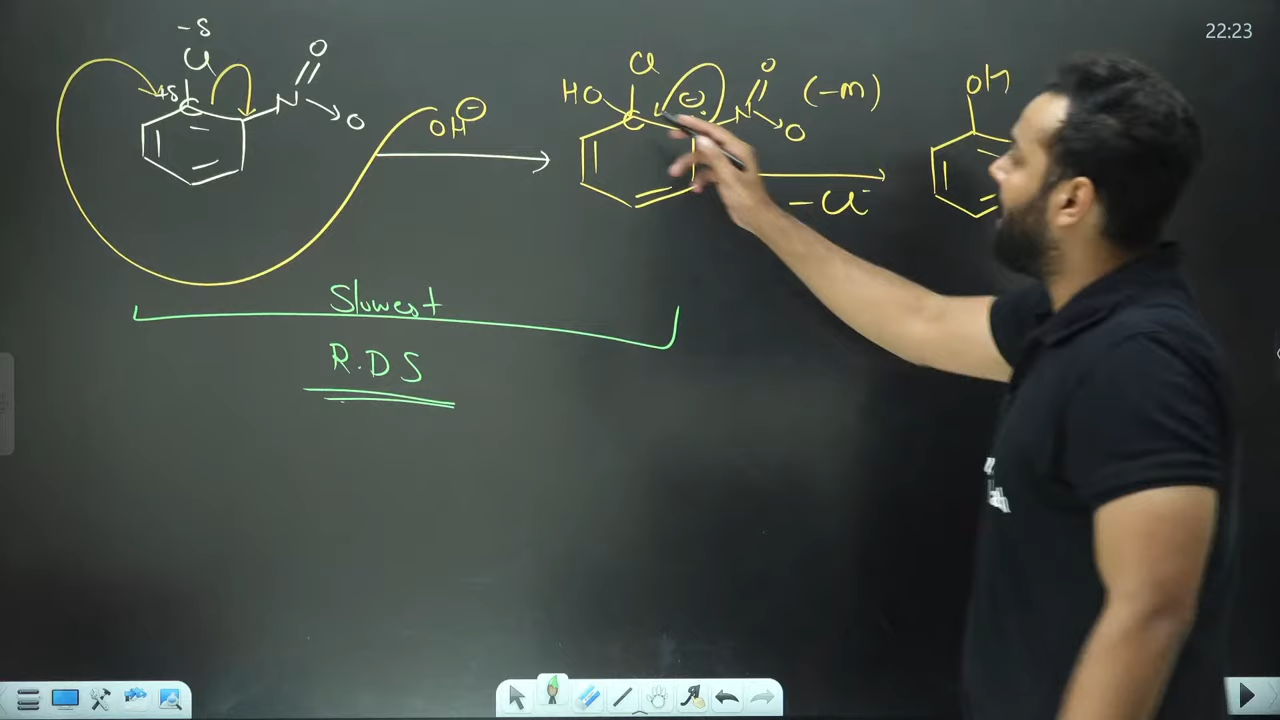 22:23
-δ
Cl
+δ
C
N
O
O
OH⊖
HO
Cl
C
⊖
N
O
O
(-m)
-Cl⁻
OH
Slowest
R.D.S